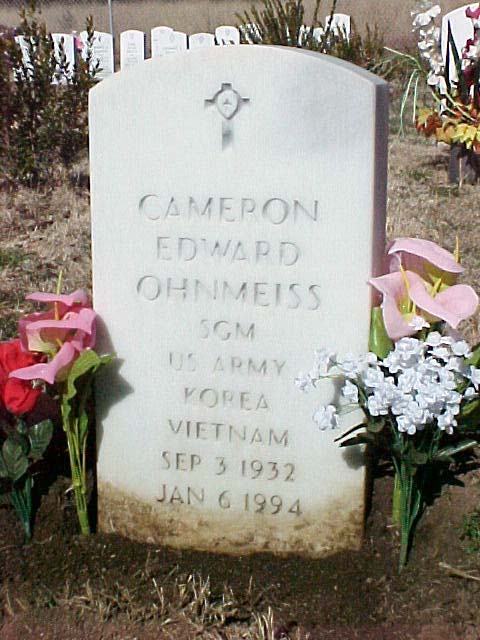 CAMERON
EDWARD
OHNMEISS
SGM
US ARMY
KOREA
VIETNAM
SEP 3 1932
JAN 6 1994